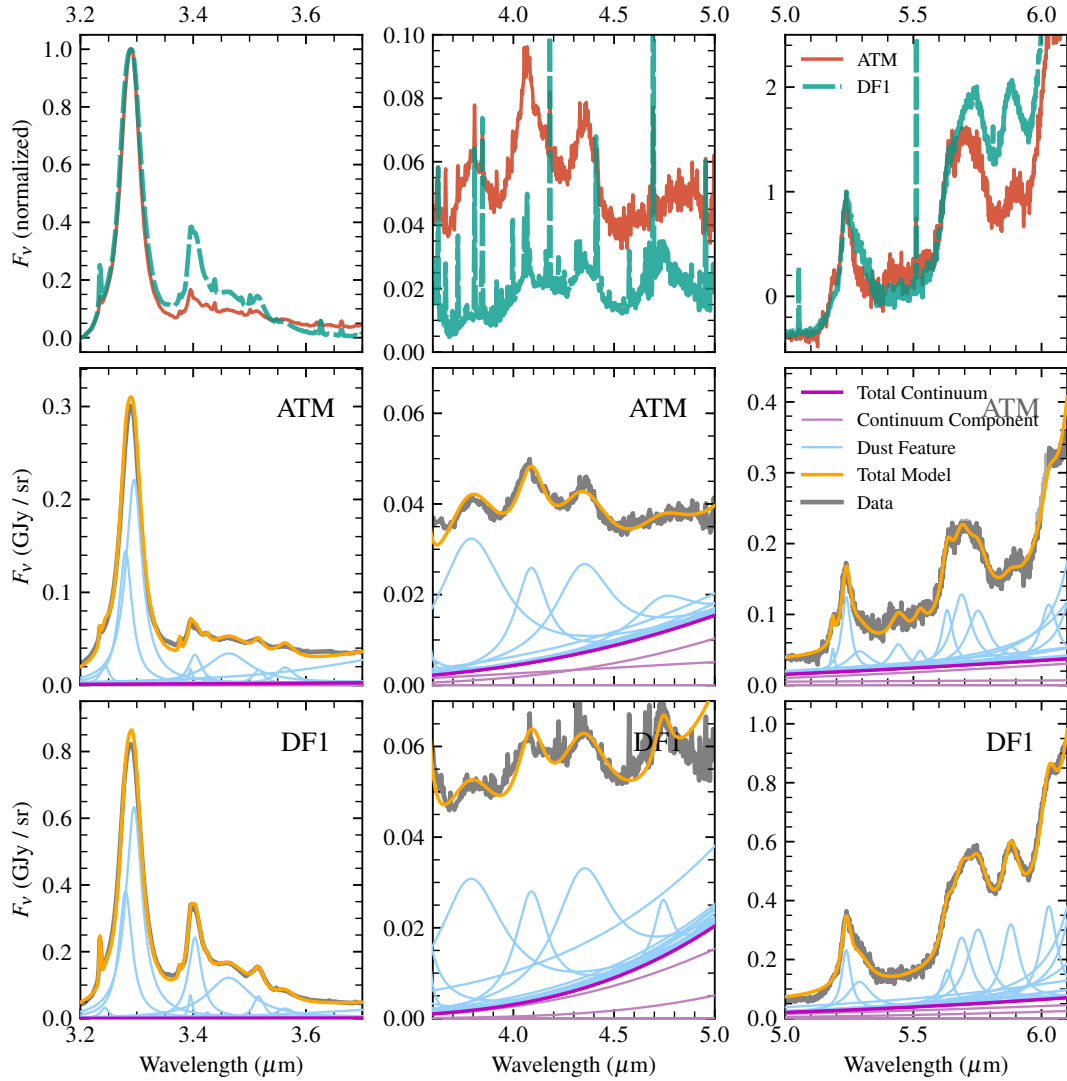 3.2 3.4 3.6 4.0 4.5 5.0 5.0 5.5 6.0
1.0
0.8
0.6
0.4
0.2
0.0
F𝜈 (normalized)
0.10
0.08
0.06
0.04
0.02
0.00
2
1
0
ATM
DF1
0.3
0.2
0.1
0.0
F𝜈 (GJy / sr)
ATM
0.06
0.04
0.02
0.00
ATM
0.4
0.3
0.2
0.1
0.0
ATM
Total Continuum
Continuum Component
Dust Feature
Total Model
Data
0.8
0.6
0.4
0.2
0.0
F𝜈 (GJy / sr)
DF1
0.06
0.04
0.02
0.00
DF1
1.0
0.8
0.6
0.4
0.2
0.0
DF1
3.2 3.4 3.6 4.0 4.5 5.0 5.0 5.5 6.0
Wavelength (μm) Wavelength (μm) Wavelength (μm)